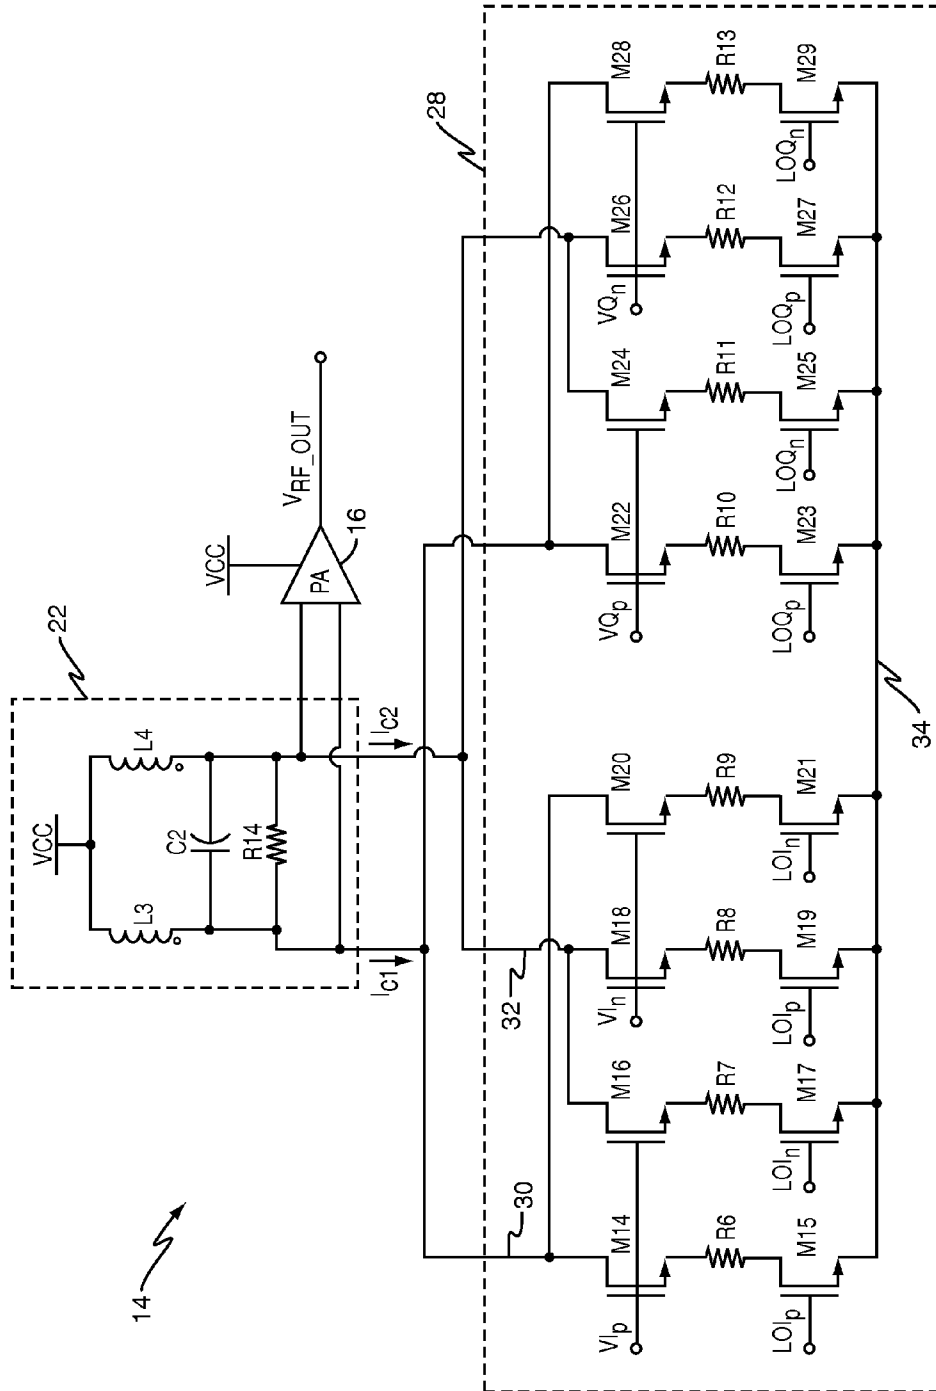 14
22
VCC
L3
L4
C2
R14
VCC
PA
16
VRF_OUT
IC1
IC2
28
30
32
M14
M16
M18
M20
M22
M24
M26
M28
VIp
VIn
VQp
VQn
R6
R7
R8
R9
R10
R11
R12
R13
M15
M17
M19
M21
M23
M25
M27
M29
LOIp
LOIn
LOIp
LOIn
LOQp
LOQn
LOQp
LOQn
34